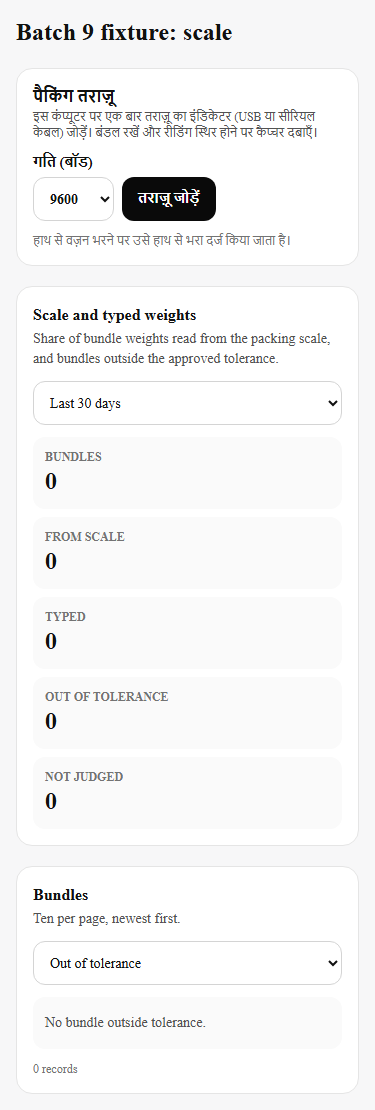 Batch 9 fixture: scale
पैकिंग तराज़ू
इस कंप्यूटर पर एक बार तराज़ू का इंडिकेटर (USB या सीरियल
केबल) जोड़ें। बंडल रखें और रीडिंग स्थिर होने पर कैप्चर दबाएँ।
गति (बॉड)
9600
तराज़ू जोड़ें
हाथ से वज़न भरने पर उसे हाथ से भरा दर्ज किया जाता है।
Scale and typed weights
Share of bundle weights read from the packing scale,
and bundles outside the approved tolerance.
Last 30 days
BUNDLES
0
FROM SCALE
0
TYPED
0
OUT OF TOLERANCE
0
NOT JUDGED
0
Bundles
Ten per page, newest first.
Out of tolerance
No bundle outside tolerance.
0 records